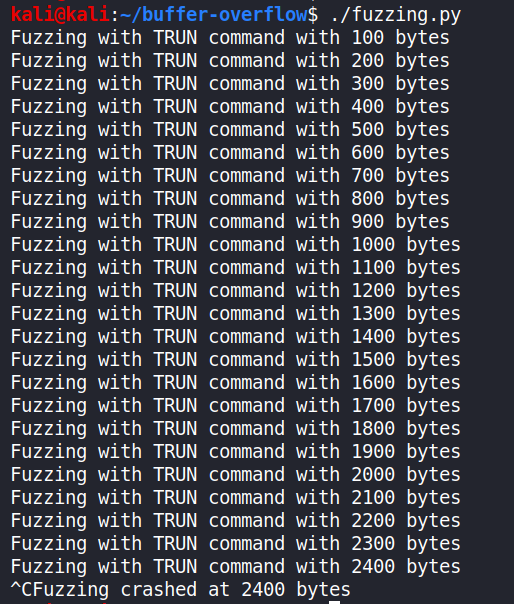 kali@kali:~/buffer-overflow$ ./fuzzing.py
Fuzzing with TRUN command with 100 bytes
Fuzzing with TRUN command with 200 bytes
Fuzzing with TRUN command with 300 bytes
Fuzzing with TRUN command with 400 bytes
Fuzzing with TRUN command with 500 bytes
Fuzzing with TRUN command with 600 bytes
Fuzzing with TRUN command with 700 bytes
Fuzzing with TRUN command with 800 bytes
Fuzzing with TRUN command with 900 bytes
Fuzzing with TRUN command with 1000 bytes
Fuzzing with TRUN command with 1100 bytes
Fuzzing with TRUN command with 1200 bytes
Fuzzing with TRUN command with 1300 bytes
Fuzzing with TRUN command with 1400 bytes
Fuzzing with TRUN command with 1500 bytes
Fuzzing with TRUN command with 1600 bytes
Fuzzing with TRUN command with 1700 bytes
Fuzzing with TRUN command with 1800 bytes
Fuzzing with TRUN command with 1900 bytes
Fuzzing with TRUN command with 2000 bytes
Fuzzing with TRUN command with 2100 bytes
Fuzzing with TRUN command with 2200 bytes
Fuzzing with TRUN command with 2300 bytes
Fuzzing with TRUN command with 2400 bytes
^CFuzzing crashed at 2400 bytes